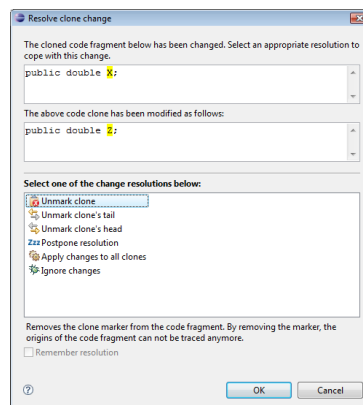 Resolve clone change
The cloned code fragment below has been changed. Select an appropriate resolution to
cope with this change.
public double X;
The above code clone has been modified as follows:
public double Z;
Select one of the change resolutions below:
Unmark clone
Unmark clone's tail
Unmark clone's head
Zzz Postpone resolution
Apply changes to all clones
Ignore changes
Removes the clone marker from the code fragment. By removing the marker, the
origins of the code fragment can not be traced anymore.
Remember resolution
?
OK
Cancel